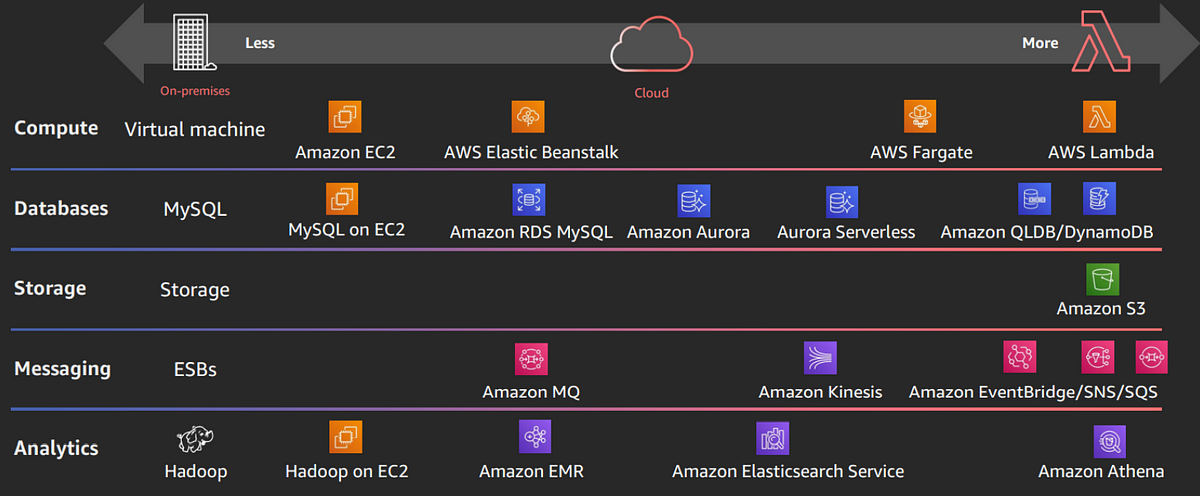 Less
More
On-premises
Cloud
Compute
Virtual machine
Amazon EC2
AWS Elastic Beanstalk
AWS Fargate
AWS Lambda
Databases
MySQL
MySQL on EC2
Amazon RDS MySQL
Amazon Aurora
Aurora Serverless
Amazon QLDB/DynamoDB
Storage
Storage
Amazon S3
Messaging
ESBs
Amazon MQ
Amazon Kinesis
Amazon EventBridge/SNS/SQS
Analytics
Hadoop
Hadoop on EC2
Amazon EMR
Amazon Elasticsearch Service
Amazon Athena